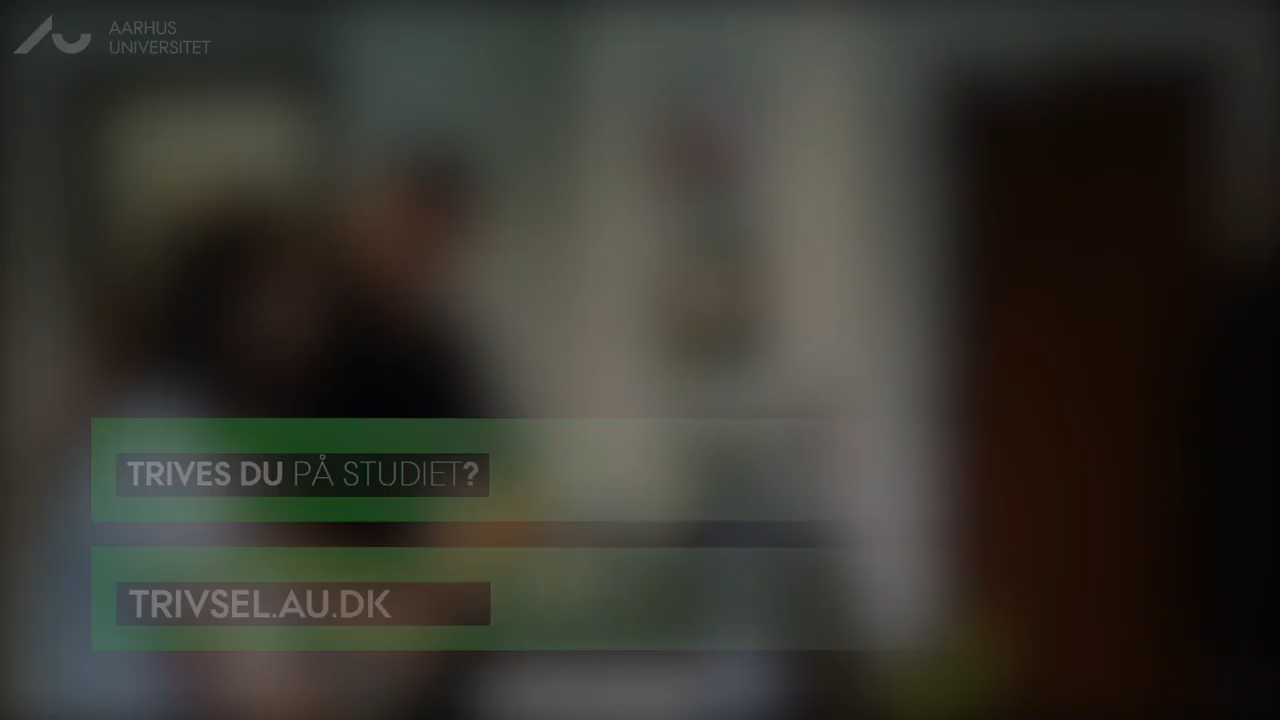 AARHUS
UNIVERSITET
TRIVES DU PÅ STUDIET?
TRIVSEL.AU.DK